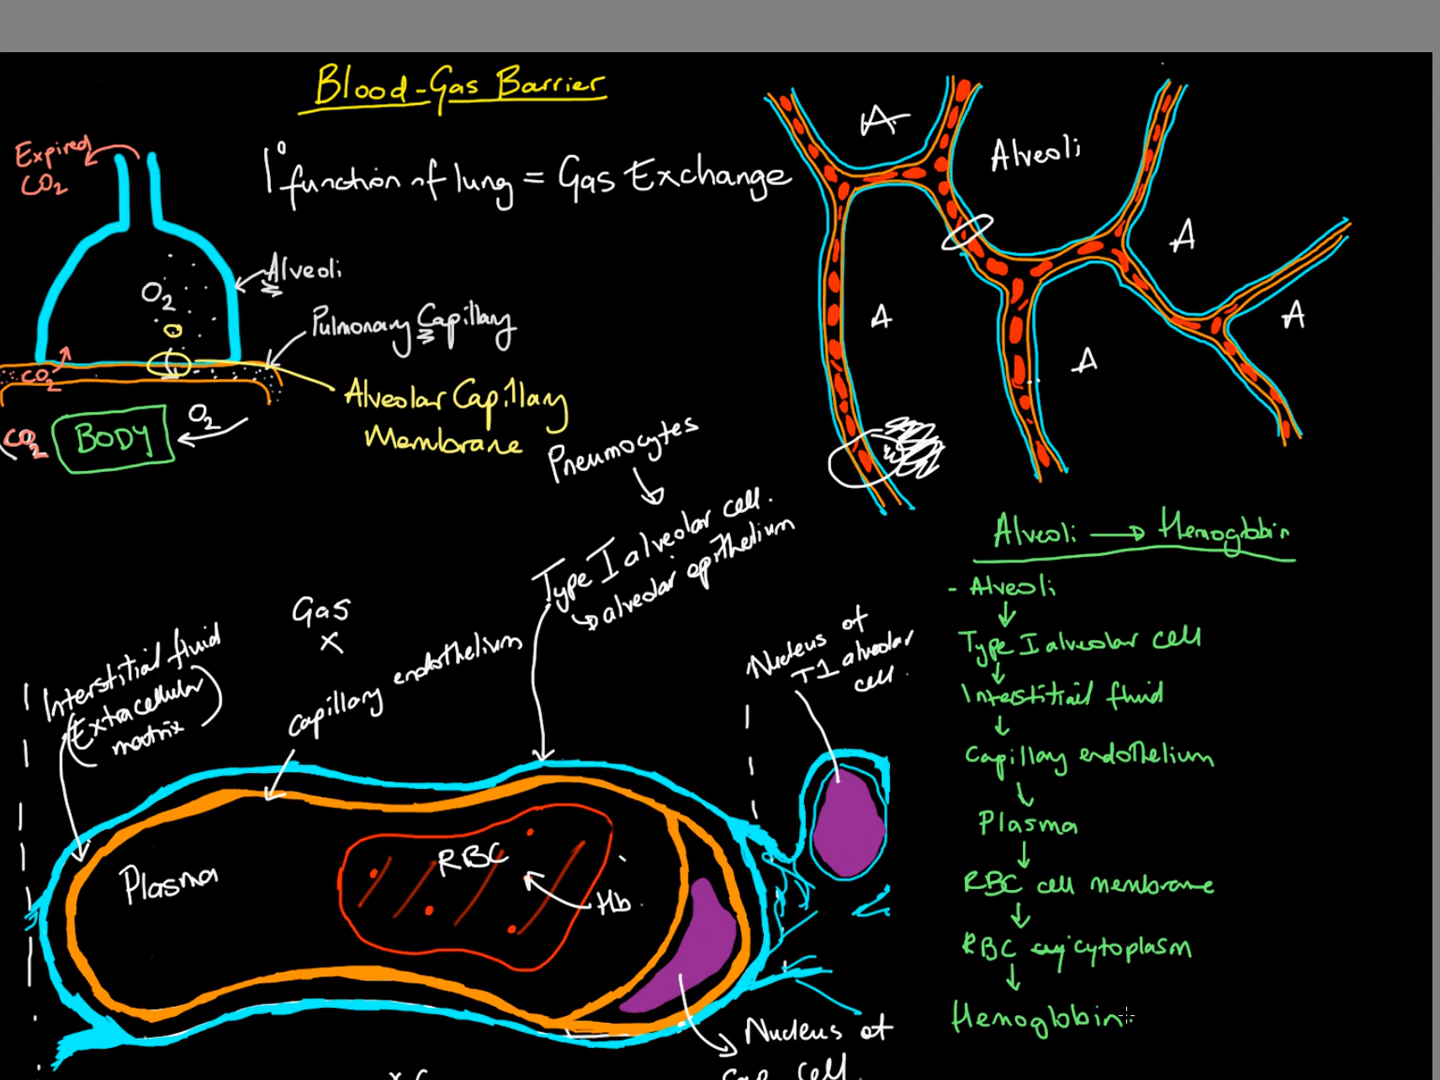 Blood-Gas Barrier
1° function of lung = Gas Exchange
Expired
CO2
O2
Alveoli
Pulmonary Capillary
Alveolar Capillary
Membrane
CO2
CO2
BODY
O2
A
Alveoli
A
A
A
A
Pneumocytes
Type I alveolar cell.
alveolar epithelium
Gas
x
Interstitial fluid
(Extracellular
matrix)
capillary endothelium
Nucleus of
T1 alveolar
cell.
Plasma
RBC
Hb
Nucleus of
Cap cell
Alveoli → Hemoglobin
- Alveoli
↓
Type I alveolar cell
↓
Interstitial fluid
↓
Capillary endothelium
↓
Plasma
↓
RBC cell membrane
↓
RBC cytoplasm
↓
Hemoglobin